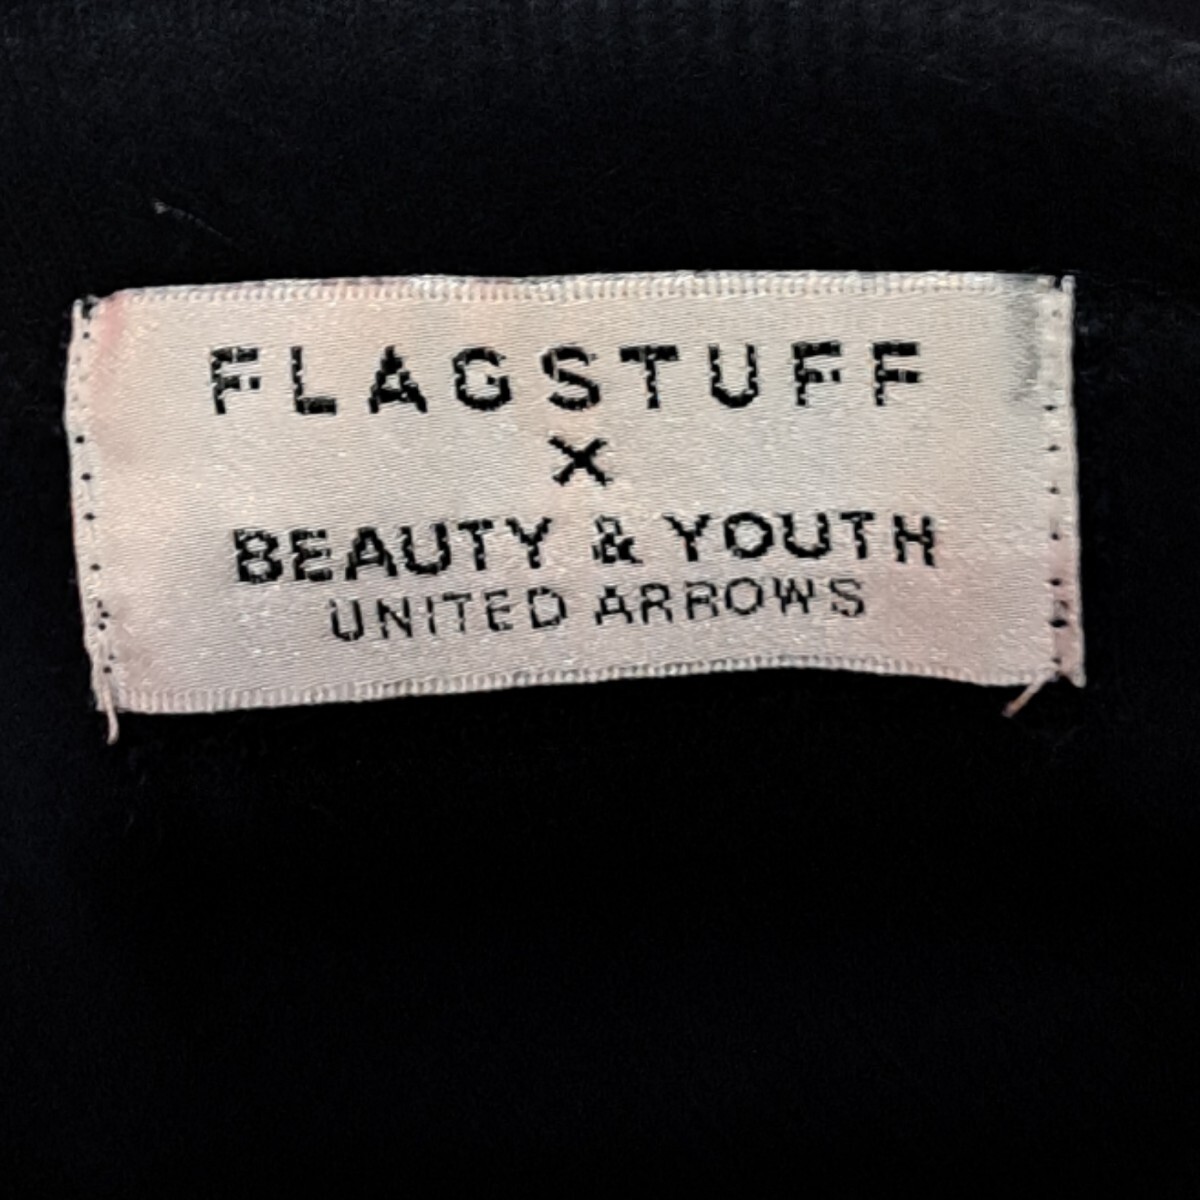 FLAGSTUFF
X
BEAUTY & YOUTH
UNITED ARROWS